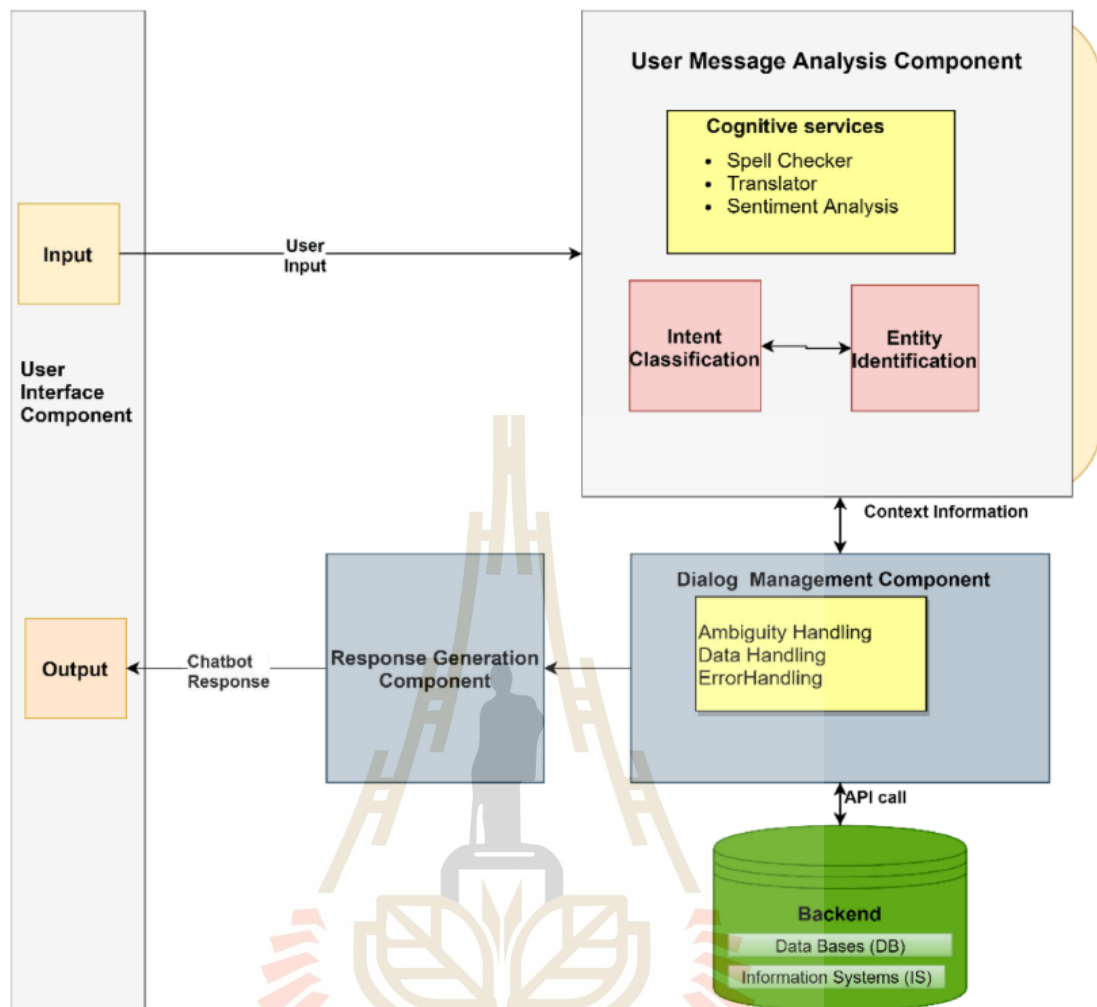 User Message Analysis Component
Cognitive services
• Spell Checker
• Translator
• Sentiment Analysis
Input
User
Input
Intent
Classification
Entity
Identification
User
Interface
Component
Context Information
Dialog Management Component
Ambiguity Handling
Data Handling
ErrorHandling
Response Generation
Component
Chatbot
Response
Output
API call
Backend
Data Bases (DB)
Information Systems (IS)